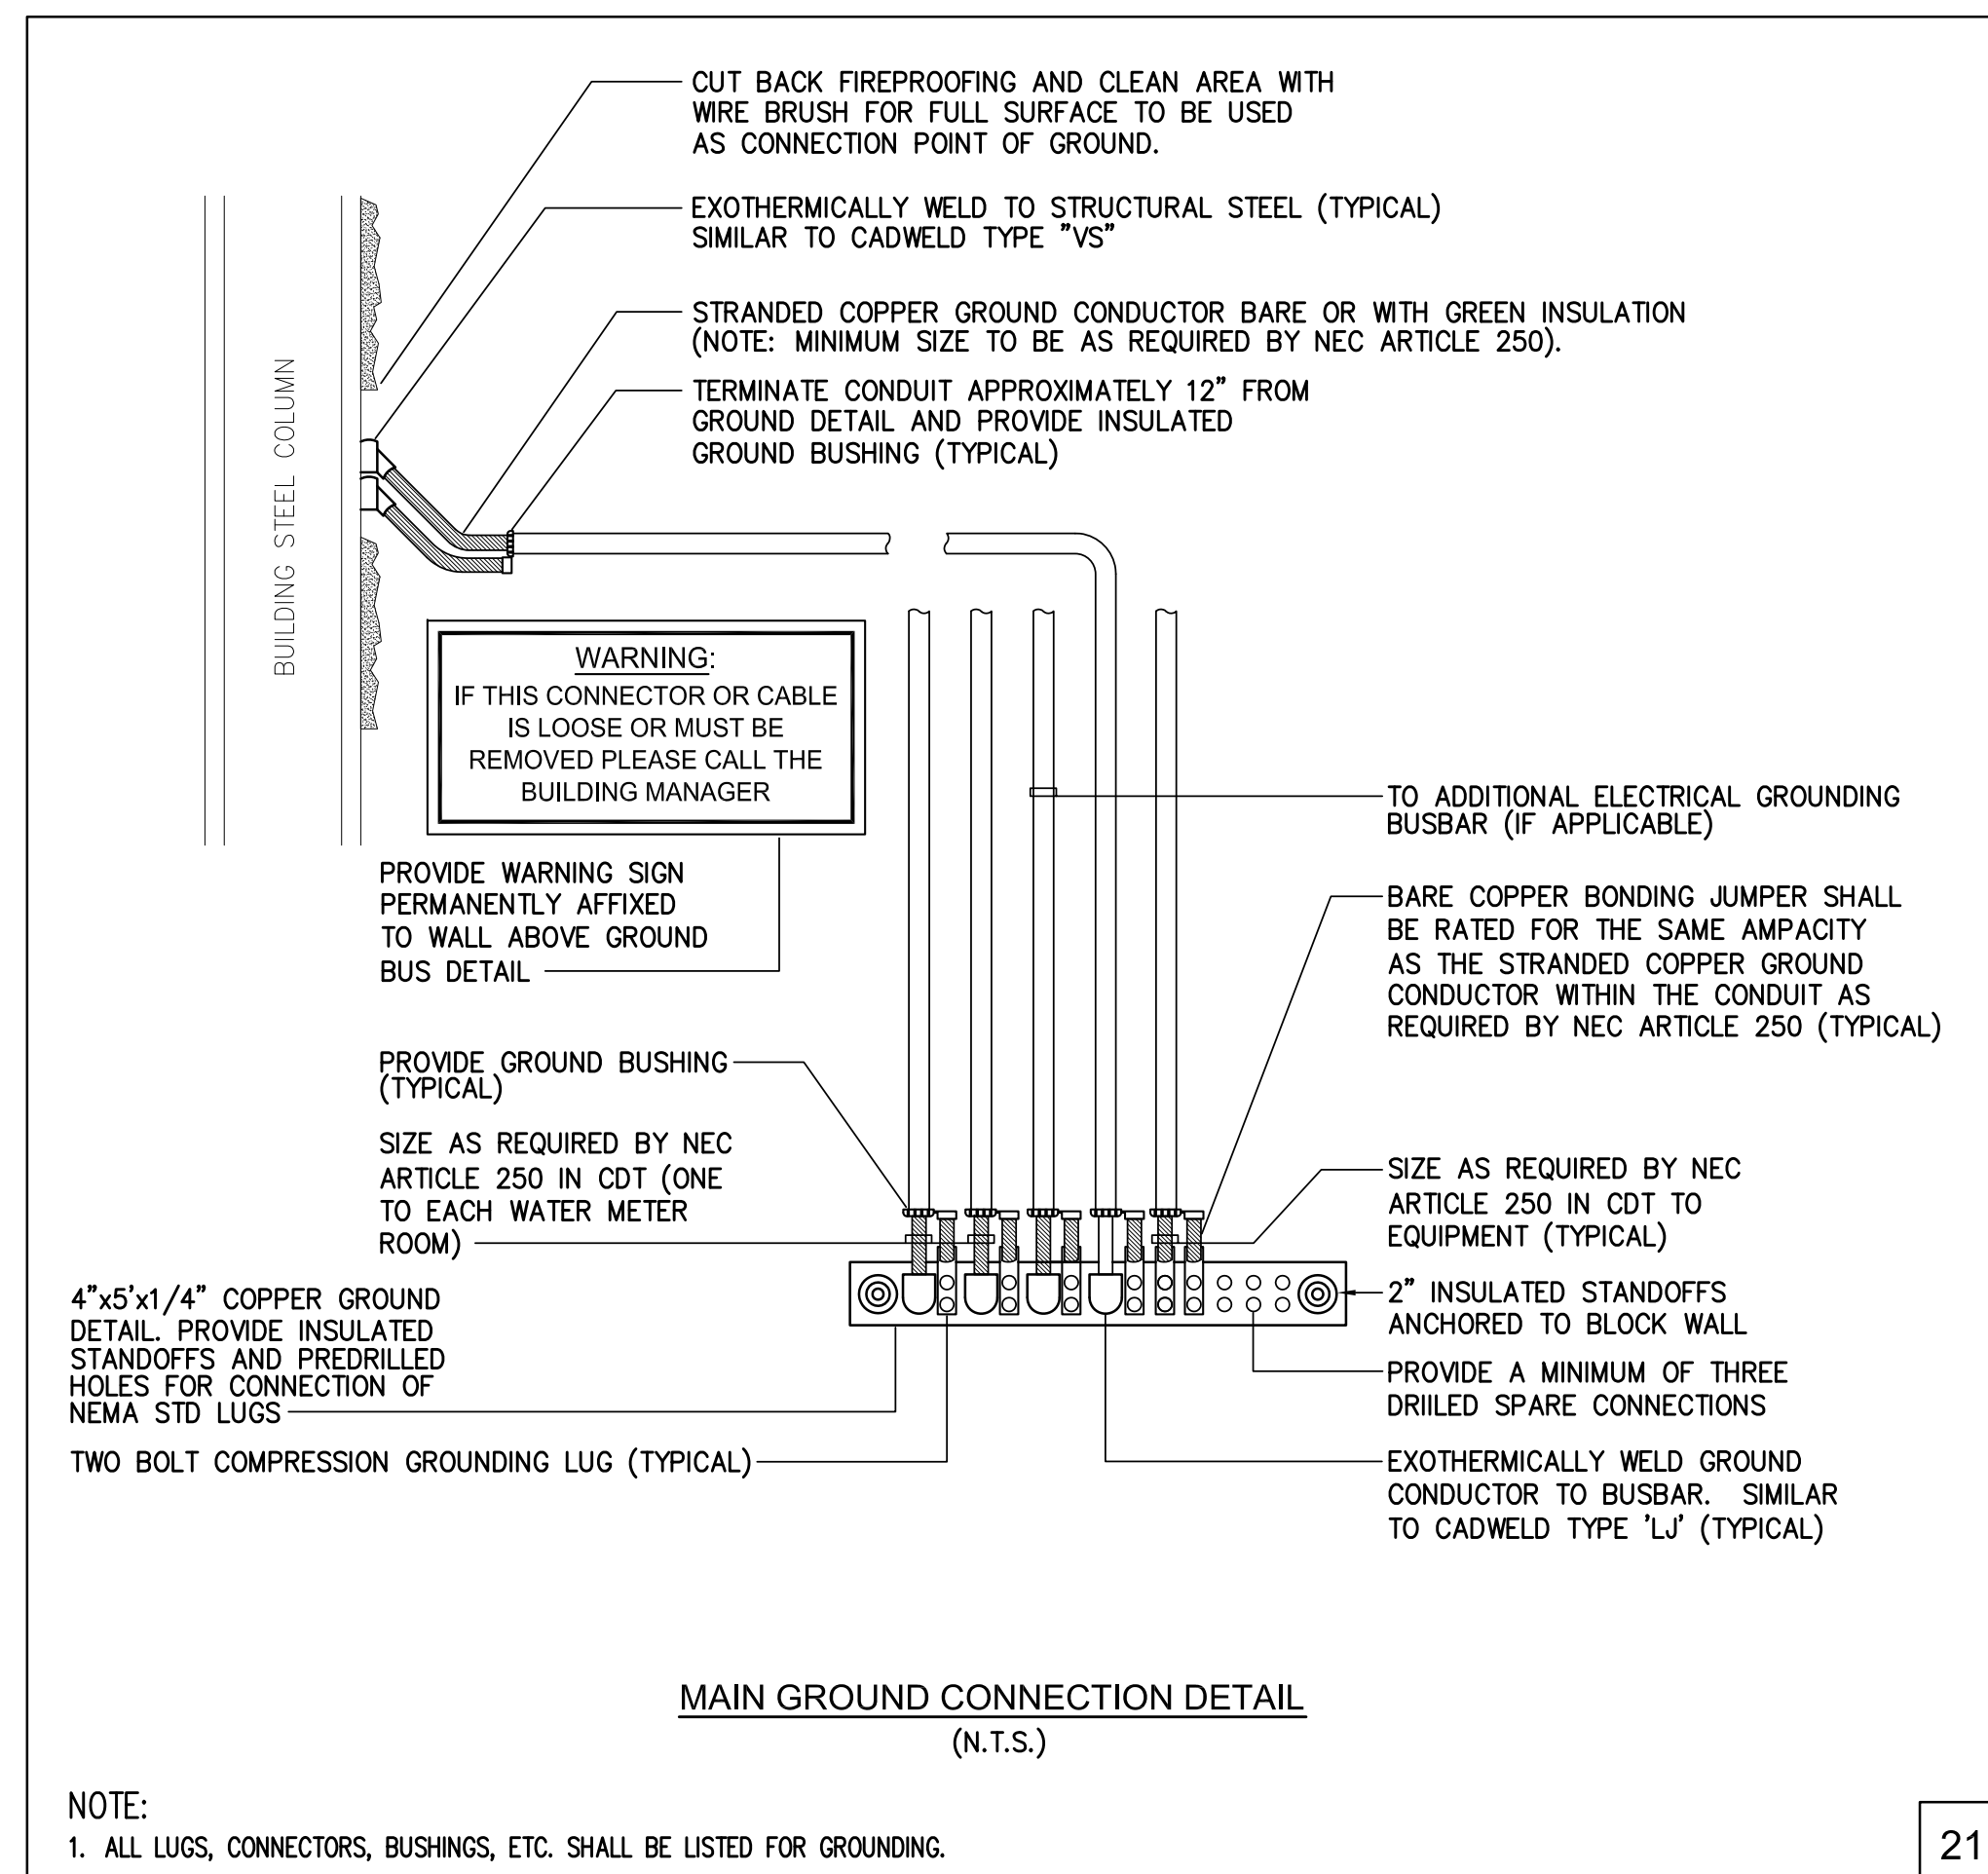 CUT BACK FIREPROOFING AND CLEAN AREA WITH
WIRE BRUSH FOR FULL SURFACE TO BE USED
AS CONNECTION POINT OF GROUND.
EXOTHERMICALLY WELD TO STRUCTURAL STEEL (TYPICAL)
SIMILAR TO CADWELD TYPE "VS"
STRANDED COPPER GROUND CONDUCTOR BARE OR WITH GREEN INSULATION
(NOTE: MINIMUM SIZE TO BE AS REQUIRED BY NEC ARTICLE 250).
TERMINATE CONDUIT APPROXIMATELY 12" FROM
GROUND DETAIL AND PROVIDE INSULATED
GROUND BUSHING (TYPICAL)
BUILDING STEEL COLUMN
WARNING:
IF THIS CONNECTOR OR CABLE
IS LOOSE OR MUST BE
REMOVED PLEASE CALL THE
BUILDING MANAGER
PROVIDE WARNING SIGN
PERMANENTLY AFFIXED
TO WALL ABOVE GROUND
BUS DETAIL
TO ADDITIONAL ELECTRICAL GROUNDING
BUSBAR (IF APPLICABLE)
BARE COPPER BONDING JUMPER SHALL
BE RATED FOR THE SAME AMPACITY
AS THE STRANDED COPPER GROUND
CONDUCTOR WITHIN THE CONDUIT AS
REQUIRED BY NEC ARTICLE 250 (TYPICAL)
PROVIDE GROUND BUSHING
(TYPICAL)
SIZE AS REQUIRED BY NEC
ARTICLE 250 IN CDT (ONE
TO EACH WATER METER
ROOM)
SIZE AS REQUIRED BY NEC
ARTICLE 250 IN CDT TO
EQUIPMENT (TYPICAL)
4"x5'x1/4" COPPER GROUND
DETAIL. PROVIDE INSULATED
STANDOFFS AND PREDRILLED
HOLES FOR CONNECTION OF
NEMA STD LUGS
2" INSULATED STANDOFFS
ANCHORED TO BLOCK WALL
PROVIDE A MINIMUM OF THREE
DRIILED SPARE CONNECTIONS
TWO BOLT COMPRESSION GROUNDING LUG (TYPICAL)
EXOTHERMICALLY WELD GROUND
CONDUCTOR TO BUSBAR. SIMILAR
TO CADWELD TYPE 'LJ' (TYPICAL)
MAIN GROUND CONNECTION DETAIL
(N.T.S.)
NOTE:
1. ALL LUGS, CONNECTORS, BUSHINGS, ETC. SHALL BE LISTED FOR GROUNDING.
21